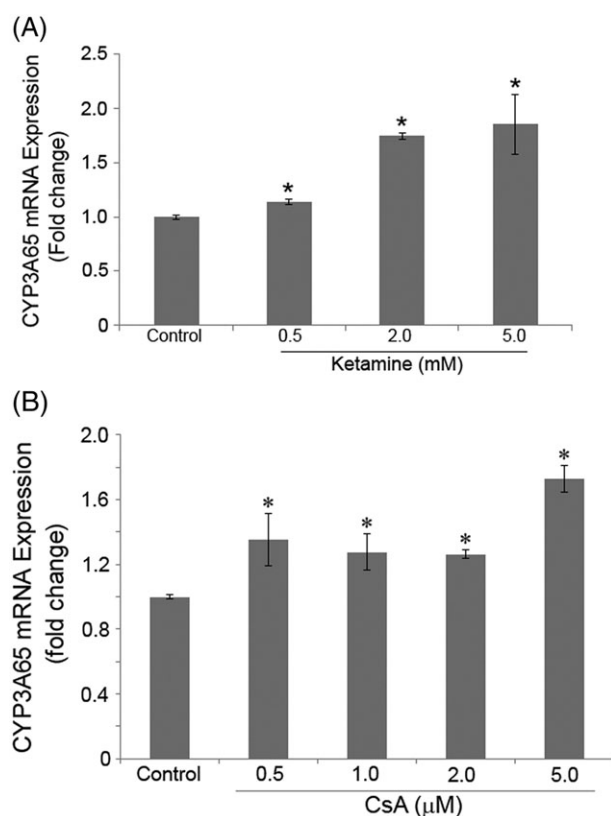 (A)
CYP3A65 mRNA Expression
(Fold change)
2.5
2.0
1.5
1.0
0.5
0
*
*
*
Control
0.5
2.0
5.0
Ketamine (mM)
(B)
CYP3A65 mRNA Expression
(fold change)
2.0
1.6
1.2
0.8
0.4
0
*
*
*
*
Control
0.5
1.0
2.0
5.0
CsA (µM)